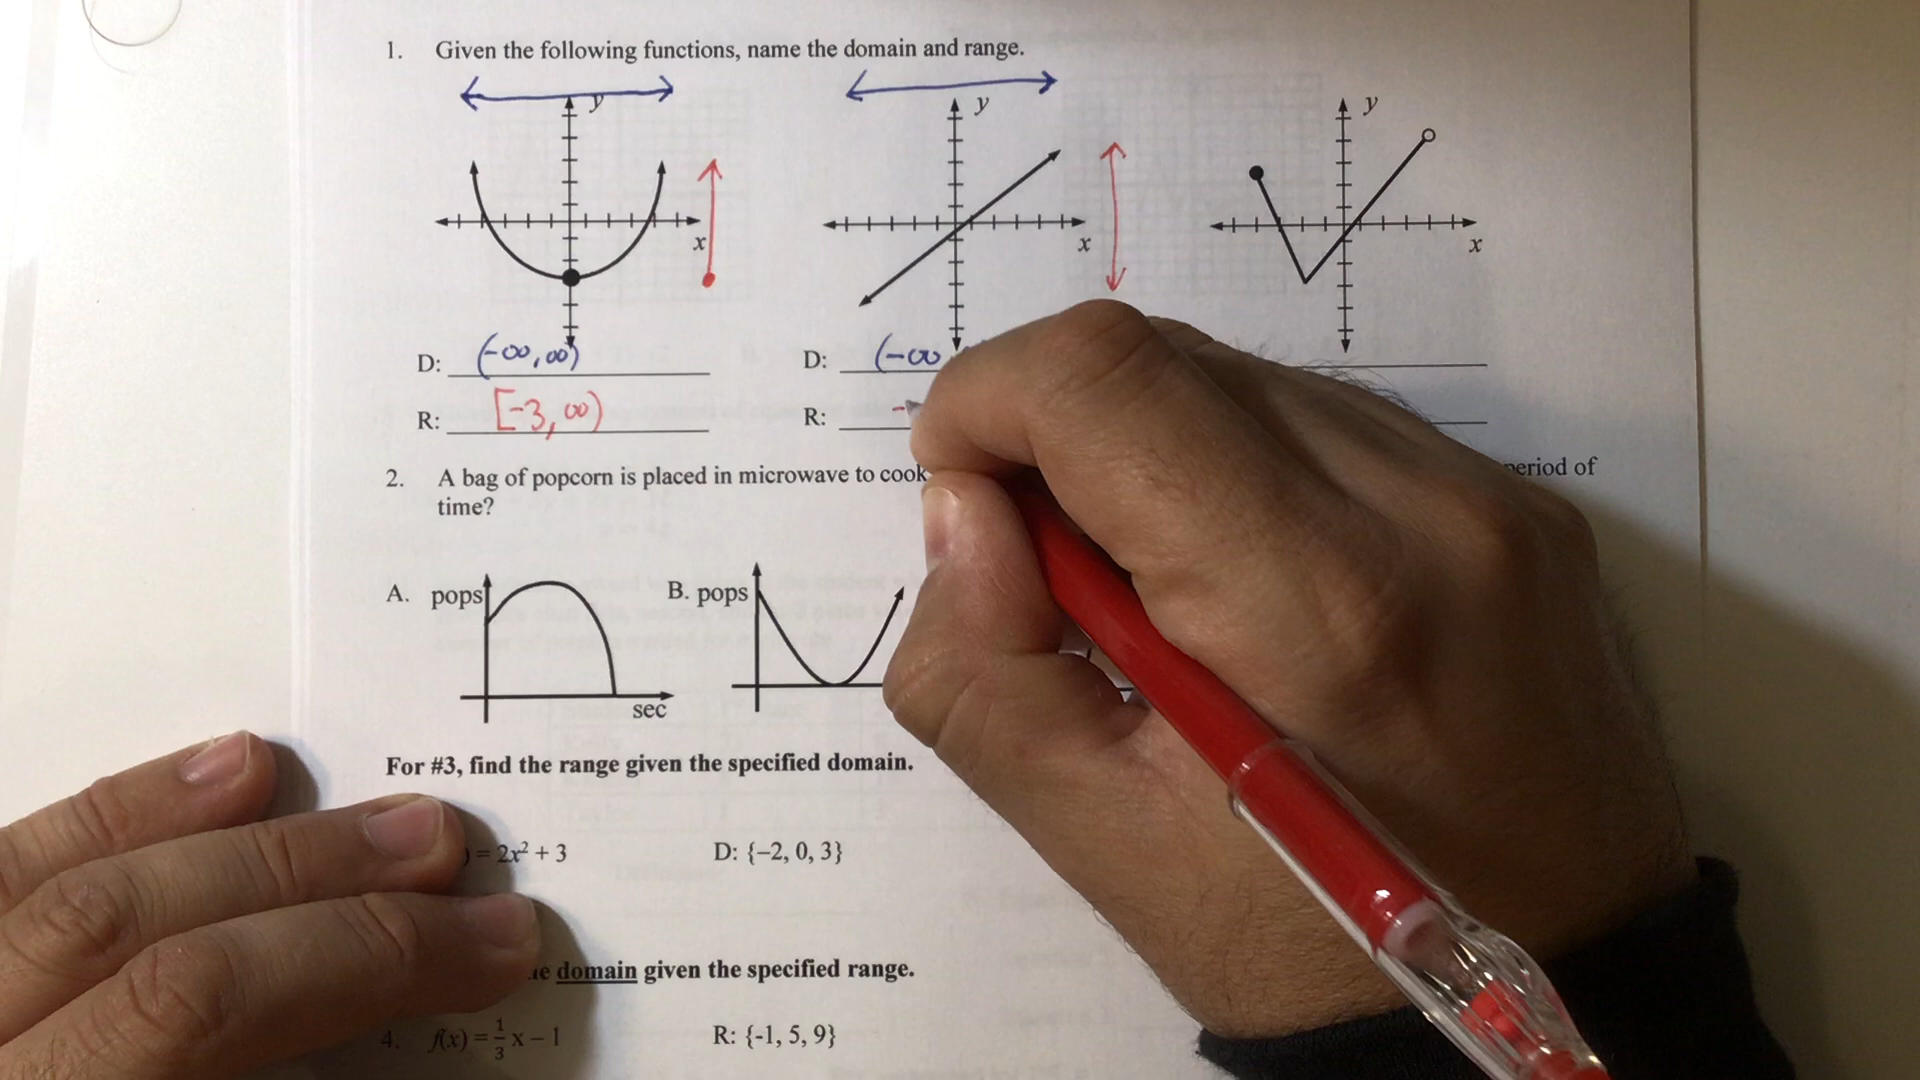 1. Given the following functions, name the domain and range.
y y y
x x x
D: (-∞,∞) D: (-∞
R: [-3,∞) R: -
2. A bag of popcorn is placed in microwave to cook period of
time?
A. pops B. pops
sec
For #3, find the range given the specified domain.
) = 2x² + 3 D: {–2, 0, 3}
domain given the specified range.
4. f(x) = 1/3 x – 1 R: {-1, 5, 9}